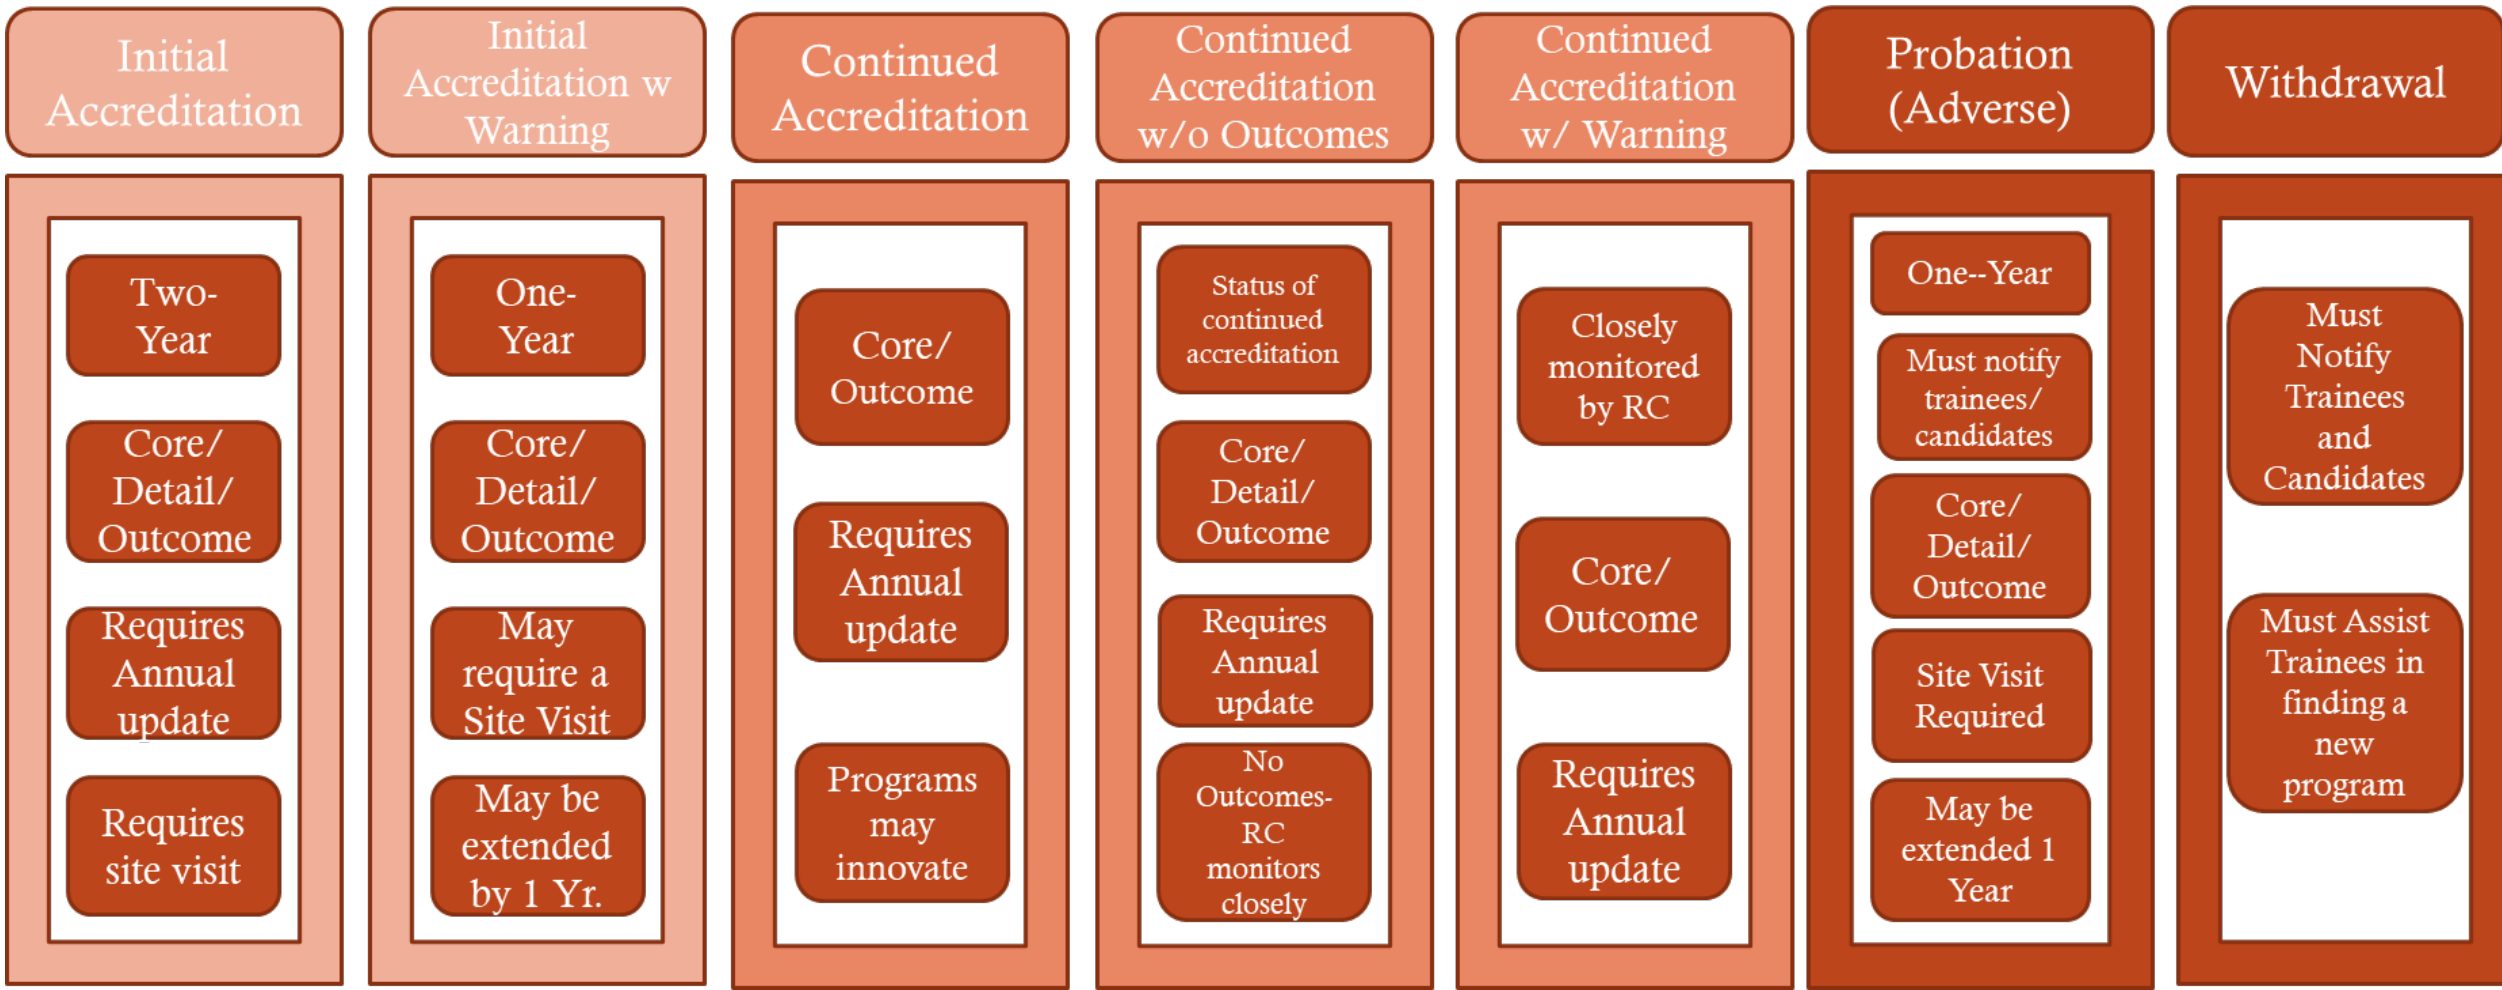 Initial
Accreditation
Two-
Year
Core/
Detail/
Outcome
Requires
Annual
update
Requires
site visit
Initial
Accreditation w
Warning
One-
Year
Core/
Detail/
Outcome
May
require a
Site Visit
May be
extended
by 1 Yr.
Continued
Accreditation
Core/
Outcome
Requires
Annual
update
Programs
may
innovate
Continued
Accreditation
w/o Outcomes
Status of
continued
accreditation
Core/
Detail/
Outcome
Requires
Annual
update
No
Outcomes-
RC
monitors
closely
Continued
Accreditation
w/ Warning
Closely
monitored
by RC
Core/
Outcome
Requires
Annual
update
Probation
(Adverse)
One--Year
Must notify
trainees/
candidates
Core/
Detail/
Outcome
Site Visit
Required
May be
extended 1
Year
Withdrawal
Must
Notify
Trainees
and
Candidates
Must Assist
Trainees in
finding a
new
program